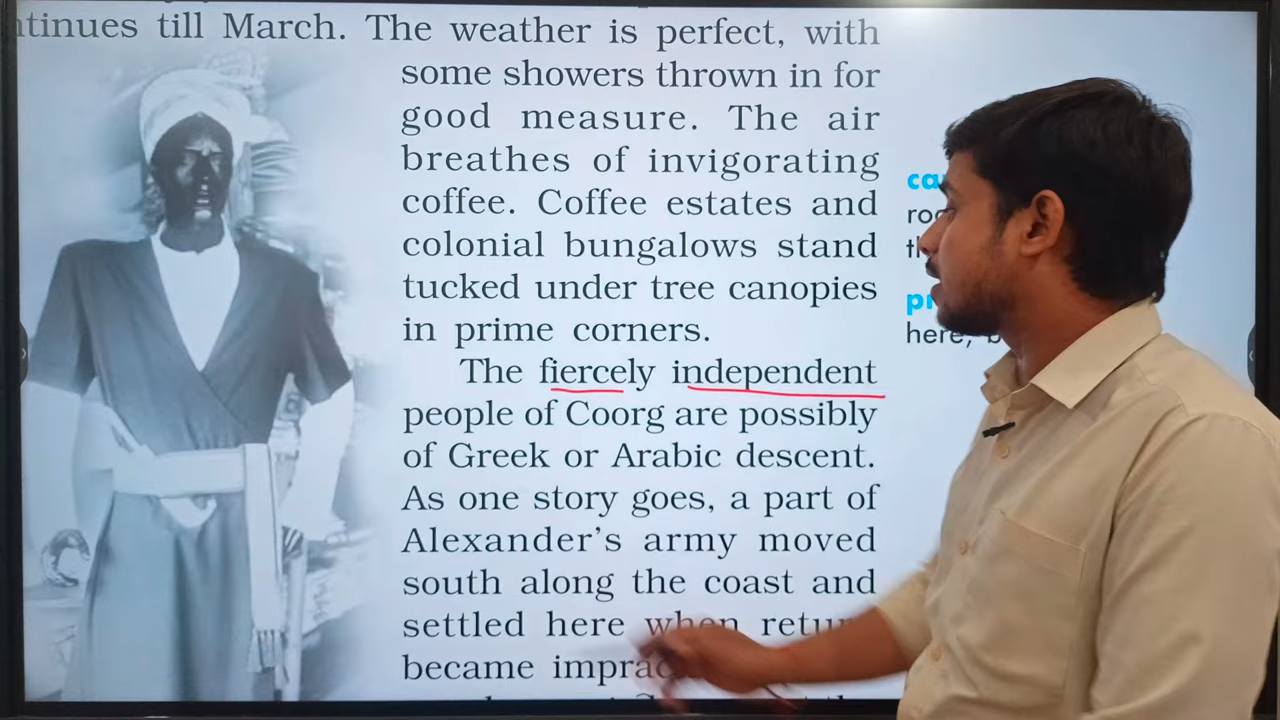 till March. The weather is perfect, with
some showers thrown in for
good measure. The air
breathes of invigorating
coffee. Coffee estates and
colonial bungalows stand
tucked under tree canopies
in prime corners.
The fiercely independent
people of Coorg are possibly
of Greek or Arabic descent.
As one story goes, a part of
Alexander's army moved
south along the coast and
settled here when
became
here,